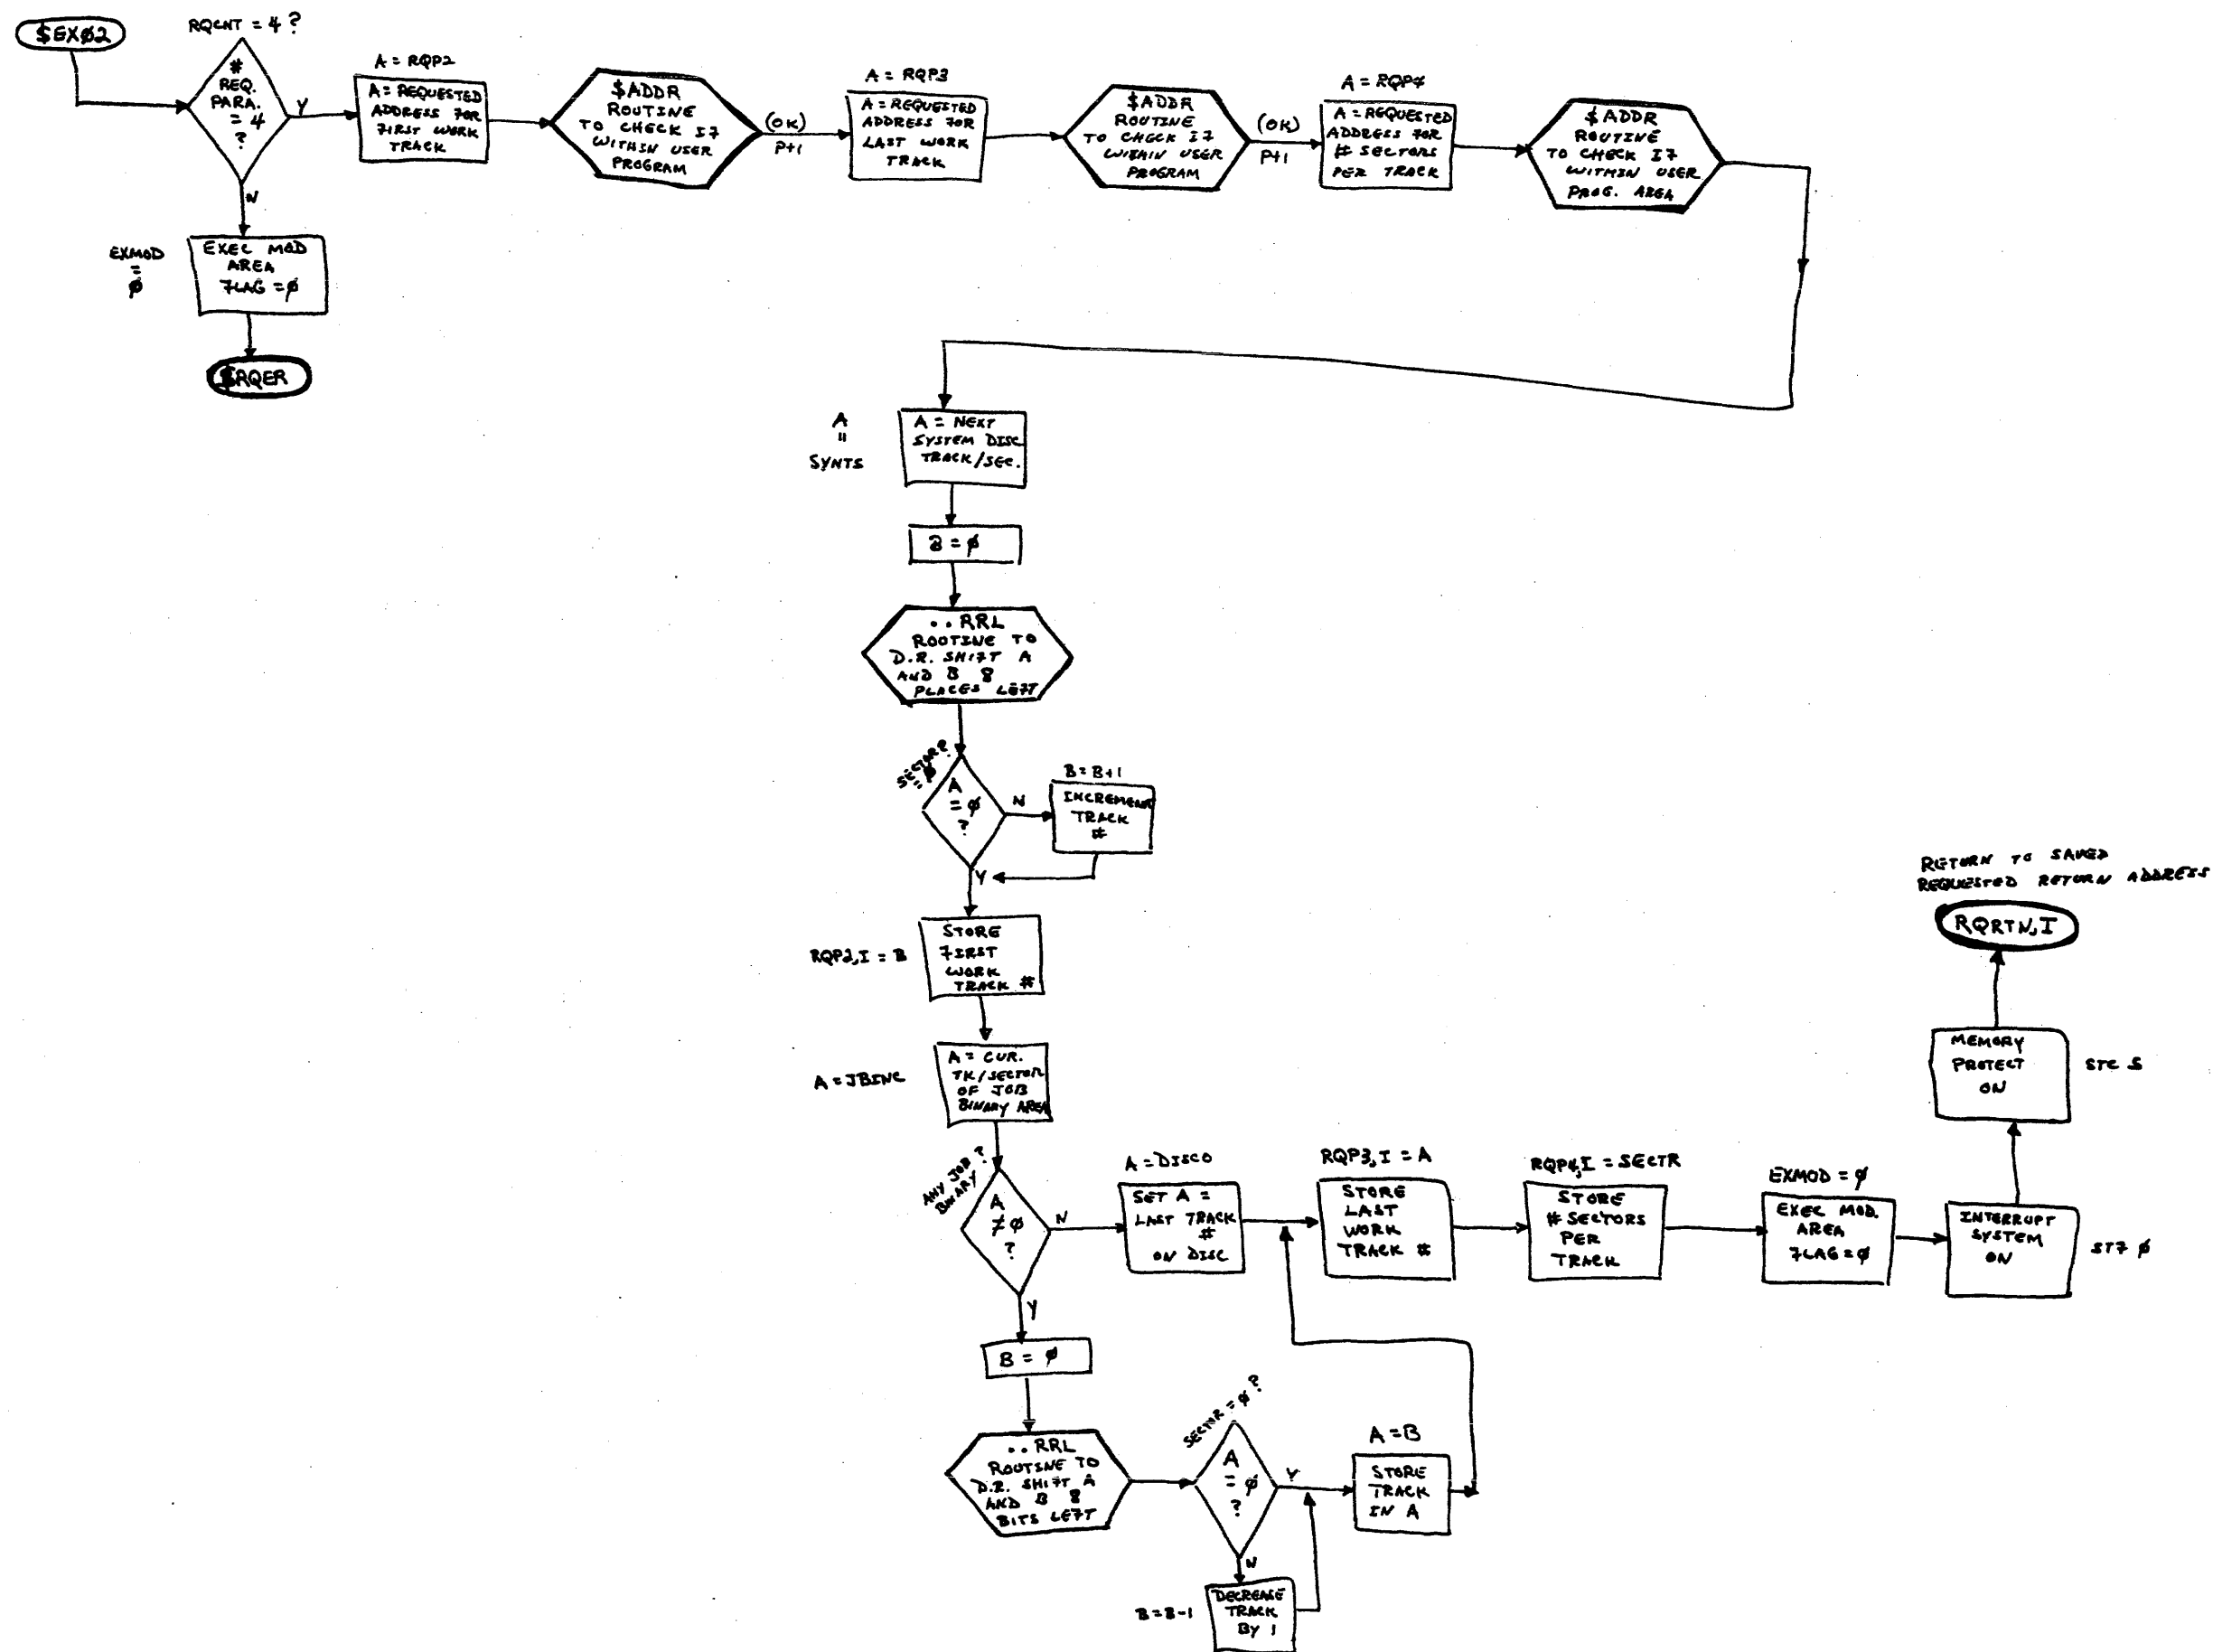 $EXØ2
RQCNT = 4 ?
#
REQ.
PARA.
= 4
?
Y
N
A = RQP2
A = REQUESTED
ADDRESS FOR
FIRST WORK
TRACK
$ADDR
ROUTINE
TO CHECK IF
WITHIN USER
PROGRAM
(OK)
P+1
A = RQP3
A = REQUESTED
ADDRESS FOR
LAST WORK
TRACK
$ADDR
ROUTINE
TO CHECK IF
WITHIN USER
PROGRAM
(OK)
P+1
A = RQP4
A = REQUESTED
ADDRESS FOR
# SECTORS
PER TRACK
$ADDR
ROUTINE
TO CHECK IF
WITHIN USER
PROG. AREA
EXMOD
=
Ø
EXEC MOD
AREA
FLAG = Ø
$RQER
A
=
SYNTS
A = NEXT
SYSTEM DISC
TRACK/SEC.
B = Ø
..RRL
ROUTINE TO
D.R. SHIFT A
AND B 8
PLACES LEFT
SECTOR?
= Ø
A
= Ø
?
N
Y
B = B+1
INCREMENT
TRACK
#
RQP2,I = B
STORE
FIRST
WORK
TRACK #
A = JBINC
A = CUR.
TK/SECTOR
OF JOB
BINARY AREA
ANY JOB ?
BINARY
A
≠ Ø
?
N
Y
A = DISCO
SET A =
LAST TRACK
#
ON DISC
RQP3,I = A
STORE
LAST
WORK
TRACK #
RQP4,I = SECTR
STORE
# SECTORS
PER
TRACK
EXMOD = Ø
EXEC MOD.
AREA
FLAG = Ø
INTERRUPT
SYSTEM
ON
STF Ø
MEMORY
PROTECT
ON
STC 5
RETURN TO SAVED
REQUESTED RETURN ADDRESS
RQRTN,I
B = Ø
..RRL
ROUTINE TO
D.R. SHIFT A
AND B 8
BITS LEFT
SECTOR = Ø ?
A
= Ø
?
Y
N
A = B
STORE
TRACK
IN A
B = B-1
DECREASE
TRACK
BY 1